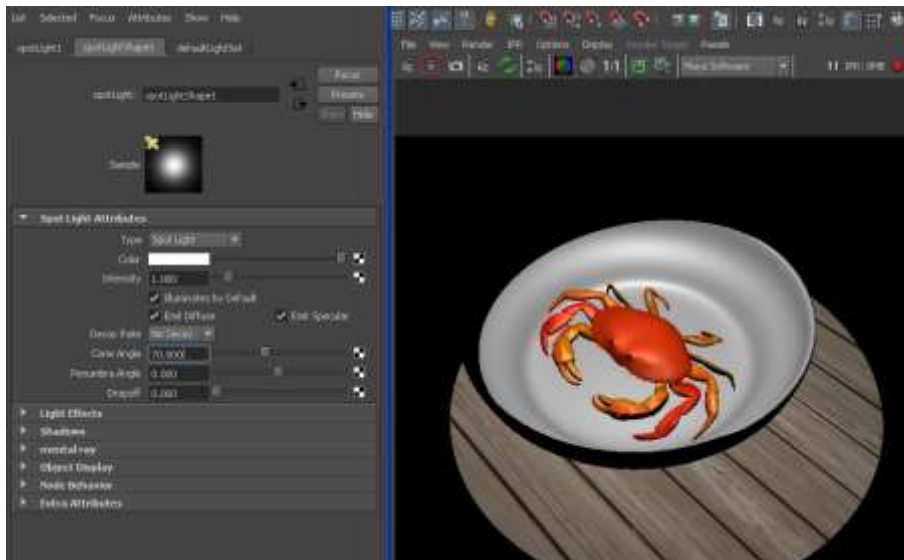 List Selected Focus Attributes Show Help
spotLight1 spotLightShape1 defaultLightSet
Focus
spotLight: spotLightShape1
Presets
Show Hide
Sample
Spot Light Attributes
Type Spot Light
Color
Intensity 1.000
Illuminates by Default
Emit Diffuse Emit Specular
Decay Rate No Decay
Cone Angle 70.000
Penumbra Angle 0.000
Dropoff 0.000
Light Effects
Shadows
mental ray
Object Display
Node Behavior
Extra Attributes
File View Render IPR Options Display Render Target Panels
1:1 Maya Software